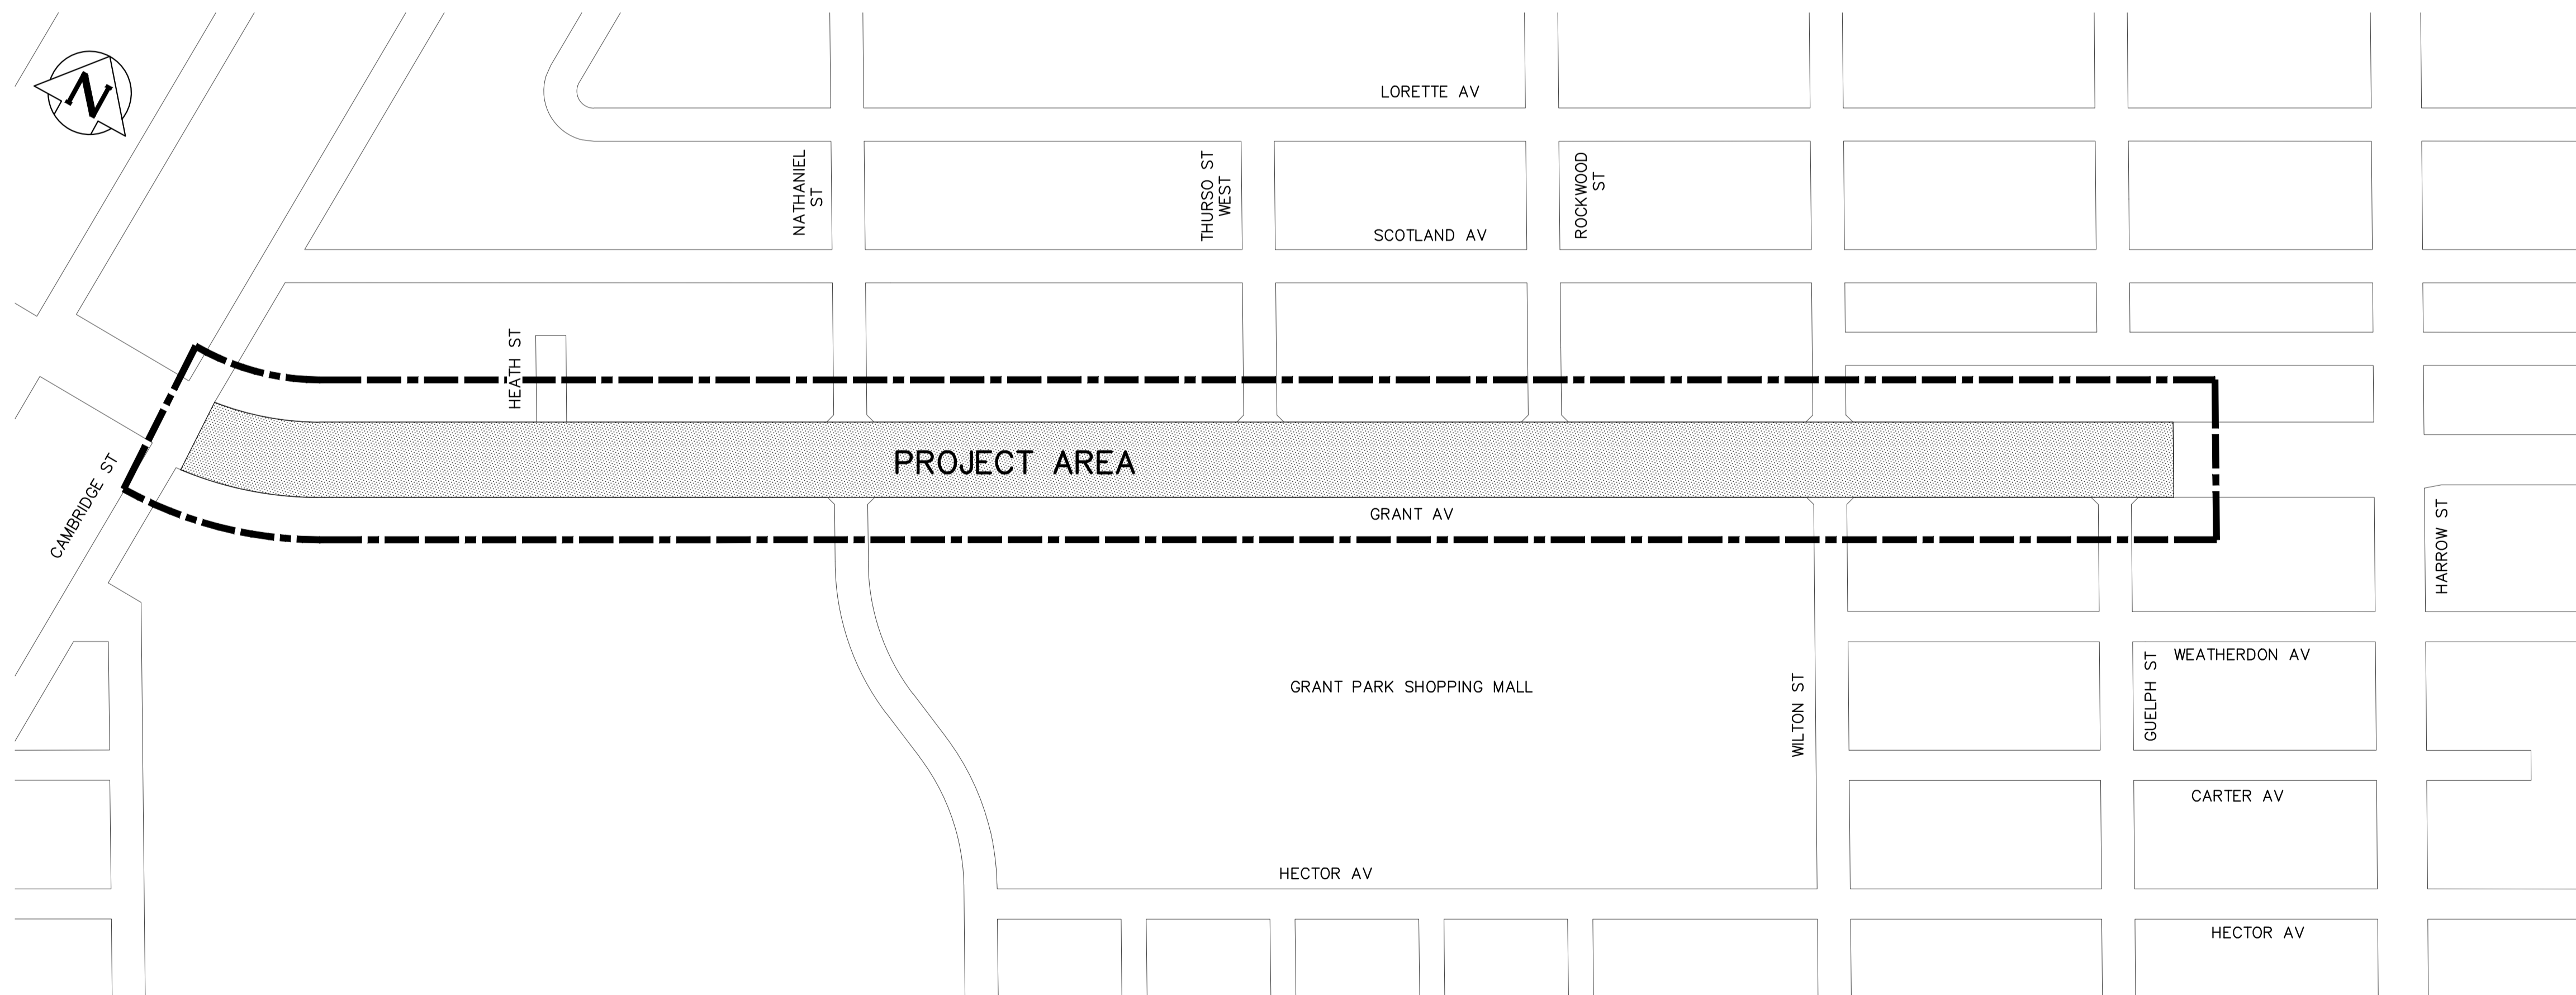 N
LORETTE AV
NATHANIEL
ST
THURSO ST
WEST
ROCKWOOD
ST
SCOTLAND AV
HEATH ST
PROJECT AREA
CAMBRIDGE ST
GRANT AV
HARROW ST
GRANT PARK SHOPPING MALL
WILTON ST
GUELPH ST
WEATHERDON AV
CARTER AV
HECTOR AV
HECTOR AV